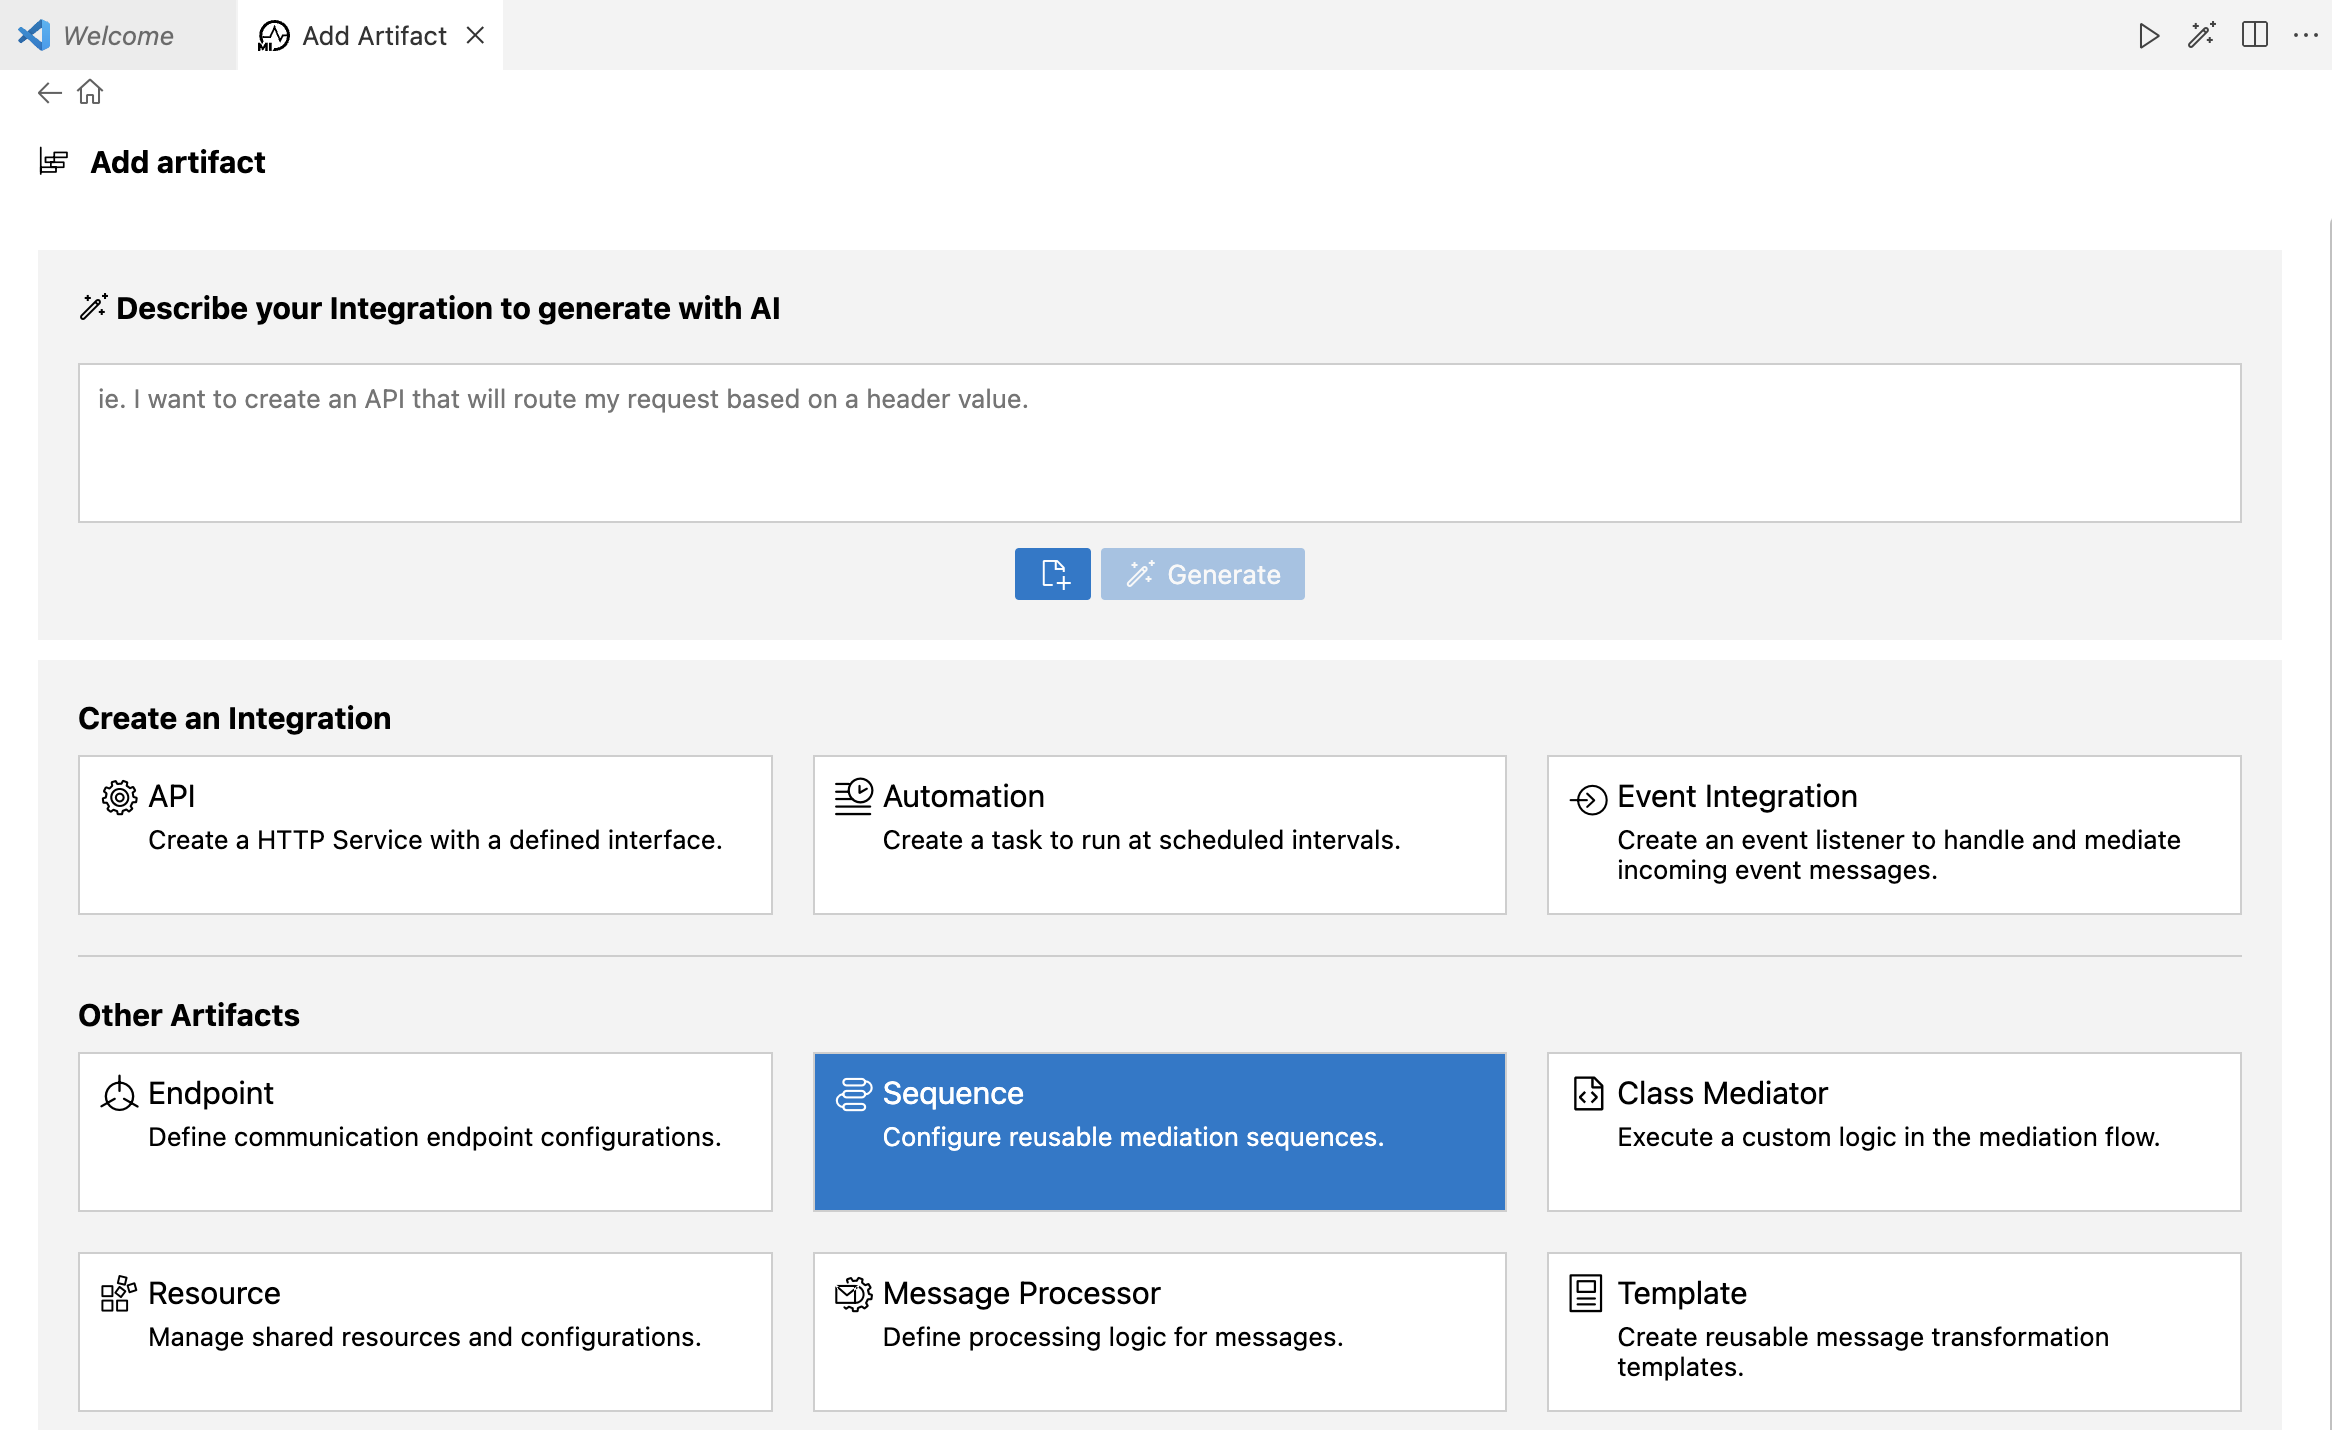 Welcome
MI Add Artifact
Add artifact
Describe your Integration to generate with AI
ie. I want to create an API that will route my request based on a header value.
Generate
Create an Integration
API
Create a HTTP Service with a defined interface.
Automation
Create a task to run at scheduled intervals.
Event Integration
Create an event listener to handle and mediate
incoming event messages.
Other Artifacts
Endpoint
Define communication endpoint configurations.
Sequence
Configure reusable mediation sequences.
Class Mediator
Execute a custom logic in the mediation flow.
Resource
Manage shared resources and configurations.
Message Processor
Define processing logic for messages.
Template
Create reusable message transformation
templates.